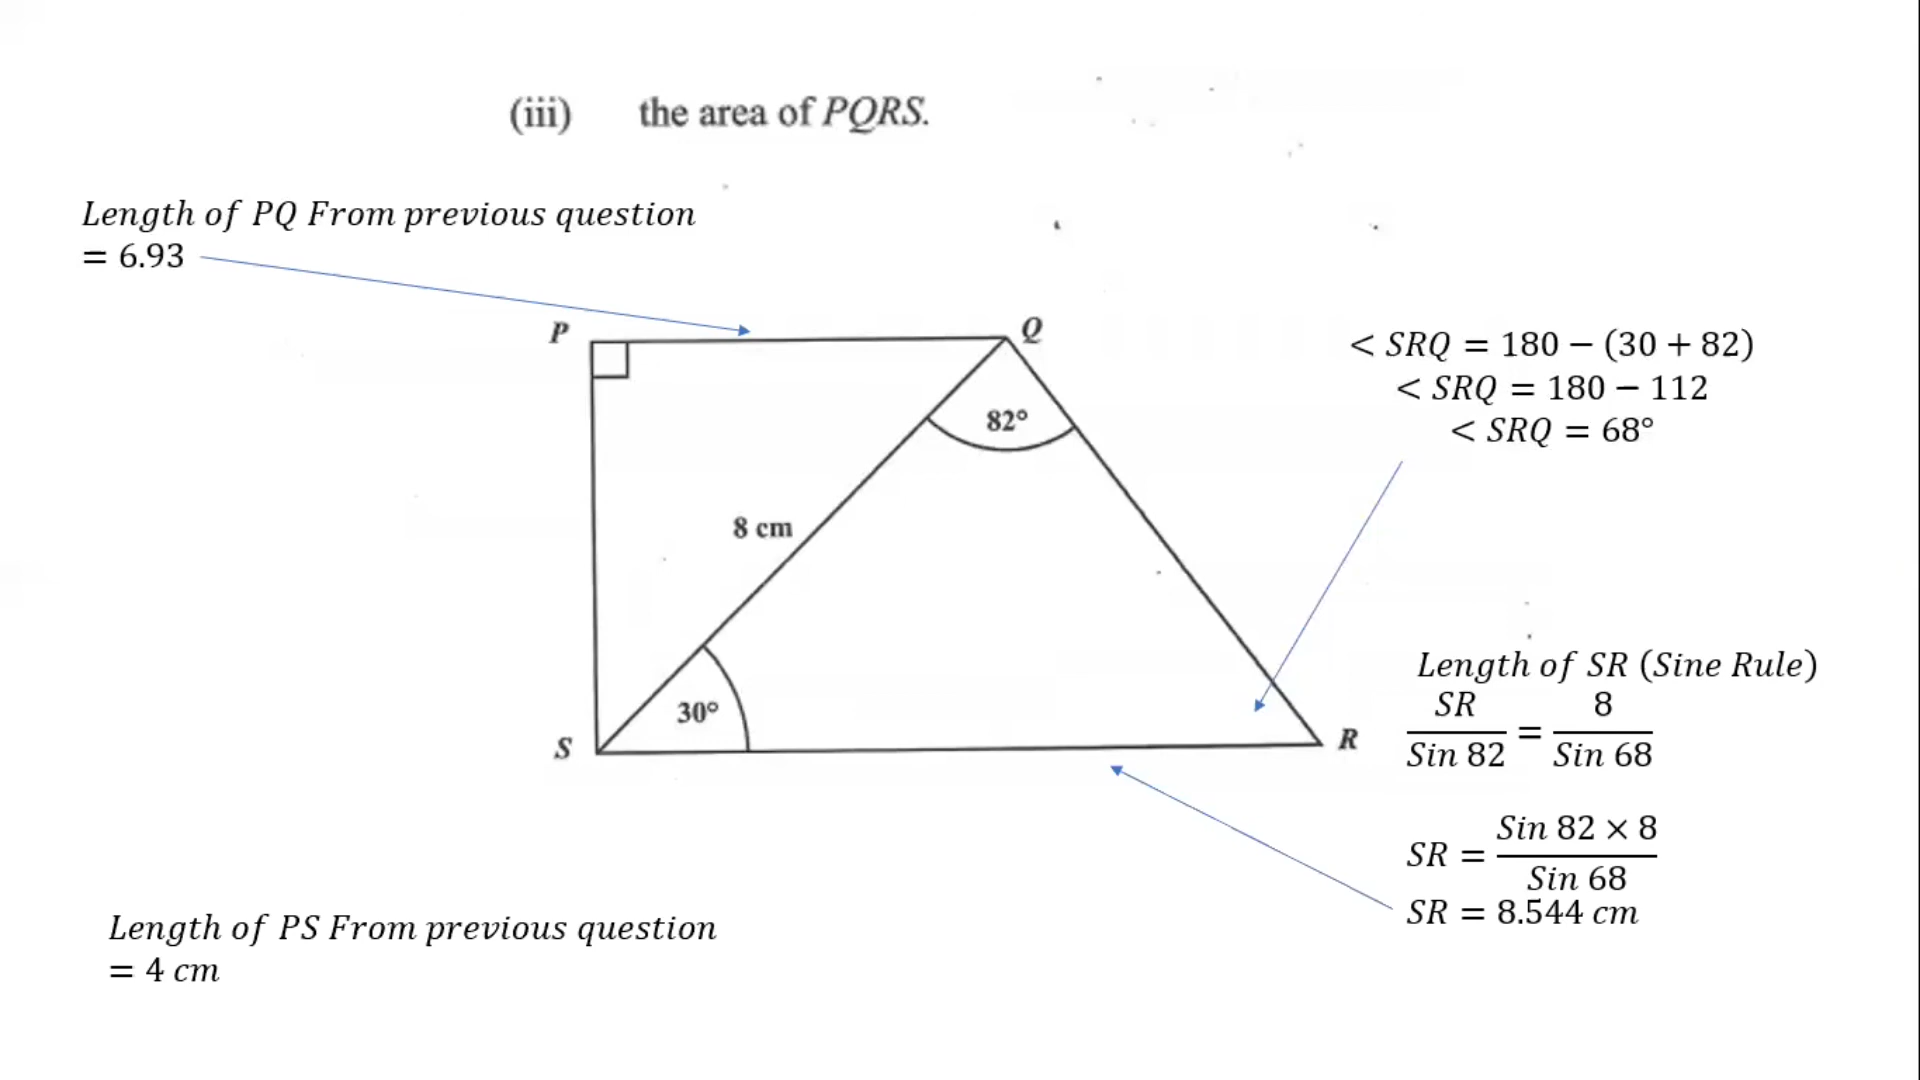 (iii) the area of PQRS.
Length of PQ From previous question
= 6.93
P
Q
< SRQ = 180 − (30 + 82)
< SRQ = 180 − 112
< SRQ = 68°
82°
8 cm
30°
S
R
Length of SR (Sine Rule)
SR/Sin 82 = 8/Sin 68
SR = Sin 82 × 8/Sin 68
SR = 8.544 cm
Length of PS From previous question
= 4 cm